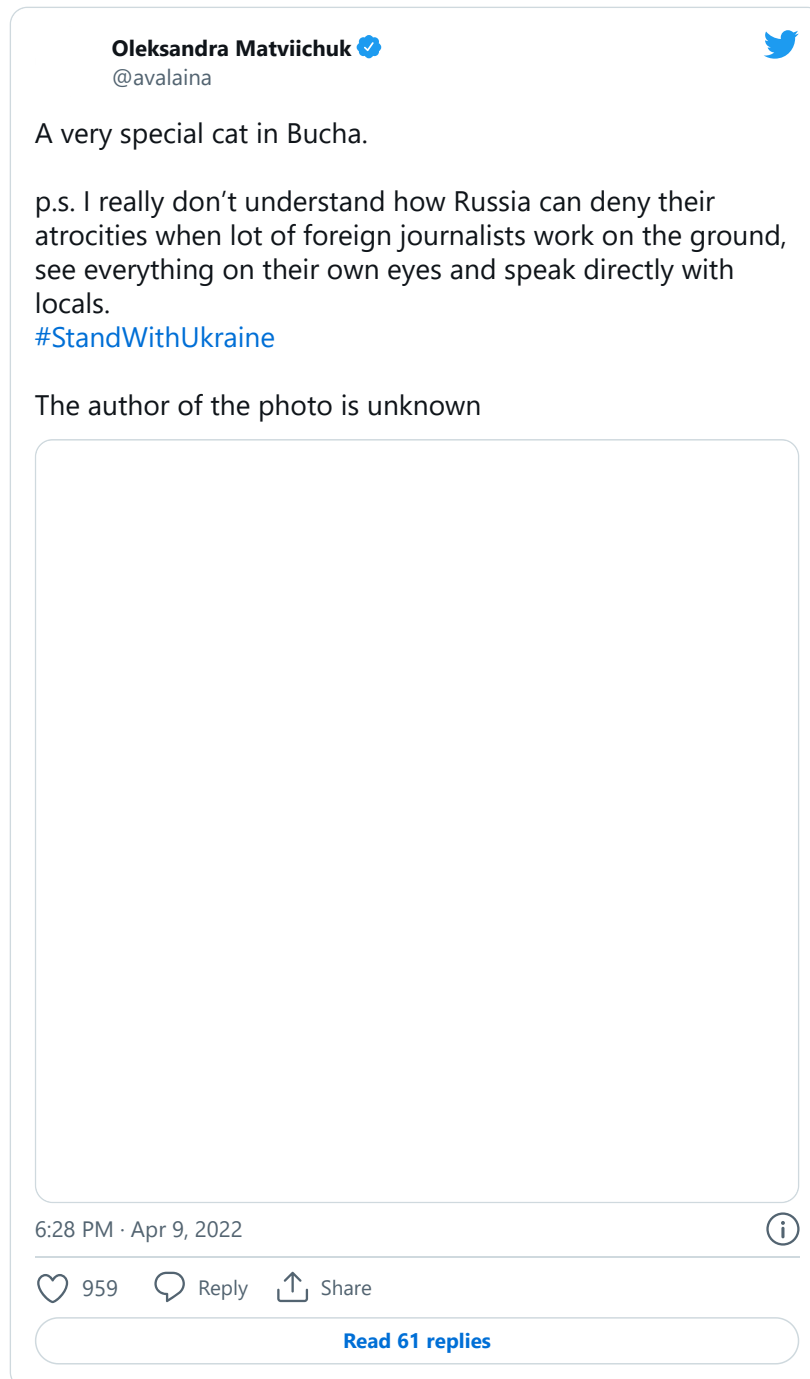 Oleksandra Matviichuk
@avalaina
A very special cat in Bucha.
p.s. I really don’t understand how Russia can deny their
atrocities when lot of foreign journalists work on the ground,
see everything on their own eyes and speak directly with
locals.
#StandWithUkraine
The author of the photo is unknown
6:28 PM · Apr 9, 2022
959 Reply Share
Read 61 replies